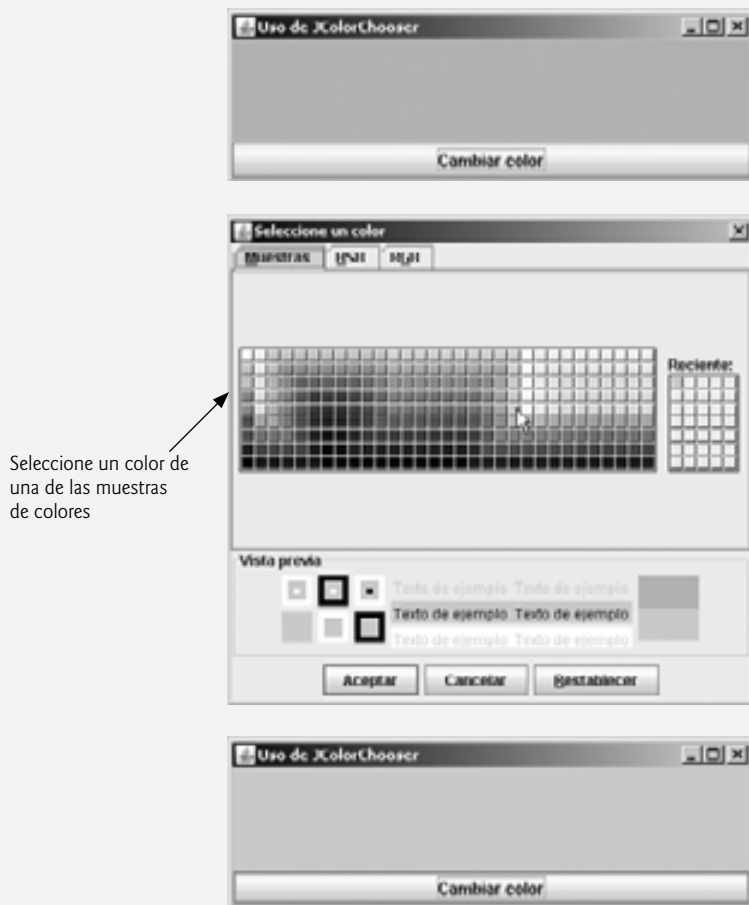 Uso de JColorChooser
Cambiar color
Seleccione un color
Muestras HSB RGB
Reciente:
Seleccione un color de
una de las muestras
de colores
Vista previa
Texto de ejemplo Texto de ejemplo
Texto de ejemplo Texto de ejemplo
Texto de ejemplo Texto de ejemplo
Aceptar Cancelar Restablecer
Uso de JColorChooser
Cambiar color